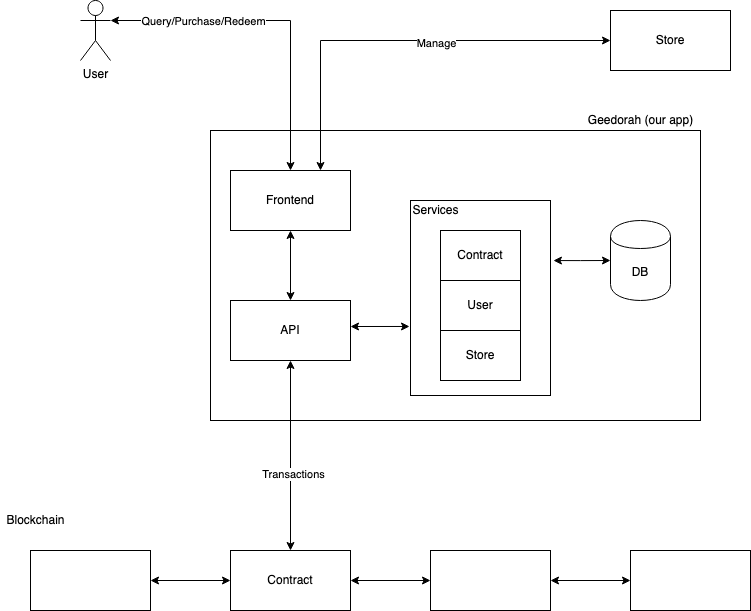 Query/Purchase/Redeem
Manage
Store
User
Geedorah (our app)
Frontend
Services
Contract
User
Store
DB
API
Transactions
Blockchain
Contract